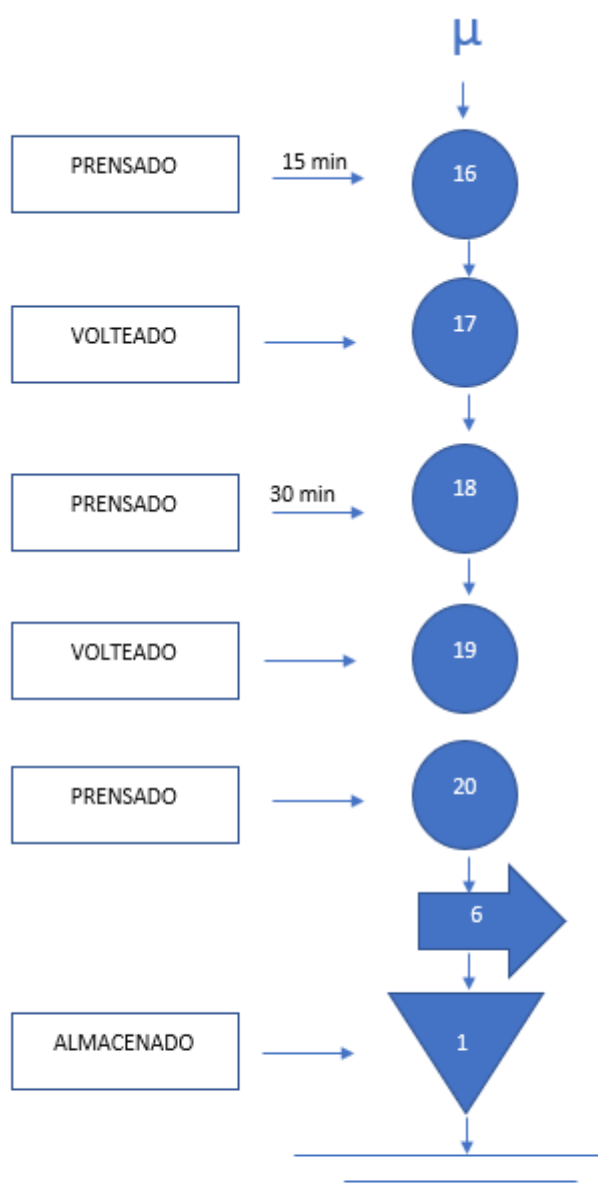 μ
PRENSADO 15 min 16
VOLTEADO 17
PRENSADO 30 min 18
VOLTEADO 19
PRENSADO 20
6
ALMACENADO 1